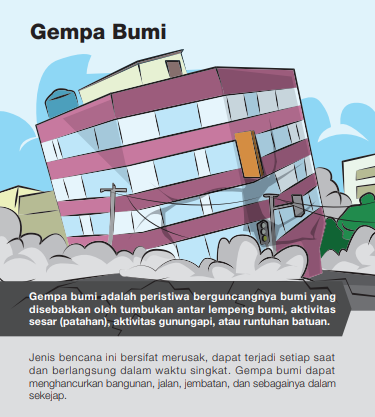 Gempa Bumi
Gempa bumi adalah peristiwa berguncangnya bumi yang
disebabkan oleh tumbukan antar lempeng bumi, aktivitas
sesar (patahan), aktivitas gunungapi, atau runtuhan batuan.
Jenis bencana ini bersifat merusak, dapat terjadi setiap saat
dan berlangsung dalam waktu singkat. Gempa bumi dapat
menghancurkan bangunan, jalan, jembatan, dan sebagainya dalam
sekejap.